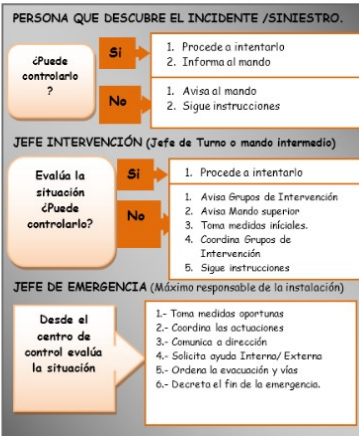 PERSONA QUE DESCUBRE EL INCIDENTE /SINIESTRO.
¿Puede
controlarlo
?
Si
1. Procede a intentarlo
2. Informa al mando
No
1. Avisa al mando
2. Sigue instrucciones
JEFE INTERVENCIÓN (Jefe de Turno o mando intermedio)
Evalúa la
situación
¿Puede
controlarlo?
Si
1. Procede a intentarlo
No
1. Avisa Grupos de Intervención
2. Avisa Mando superior
3. Toma medidas iníciales.
4. Coordina Grupos de
Intervención
5. Sigue instrucciones
JEFE DE EMERGENCIA (Máximo responsable de la instalación)
Desde el
centro de
control evalúa
la situación
1.- Toma medidas oportunas
2.- Coordina las actuaciones
3.- Comunica a dirección
4.- Solicita ayuda Interna/ Externa
5.- Ordena la evacuación y vías
6.- Decreta el fin de la emergencia.